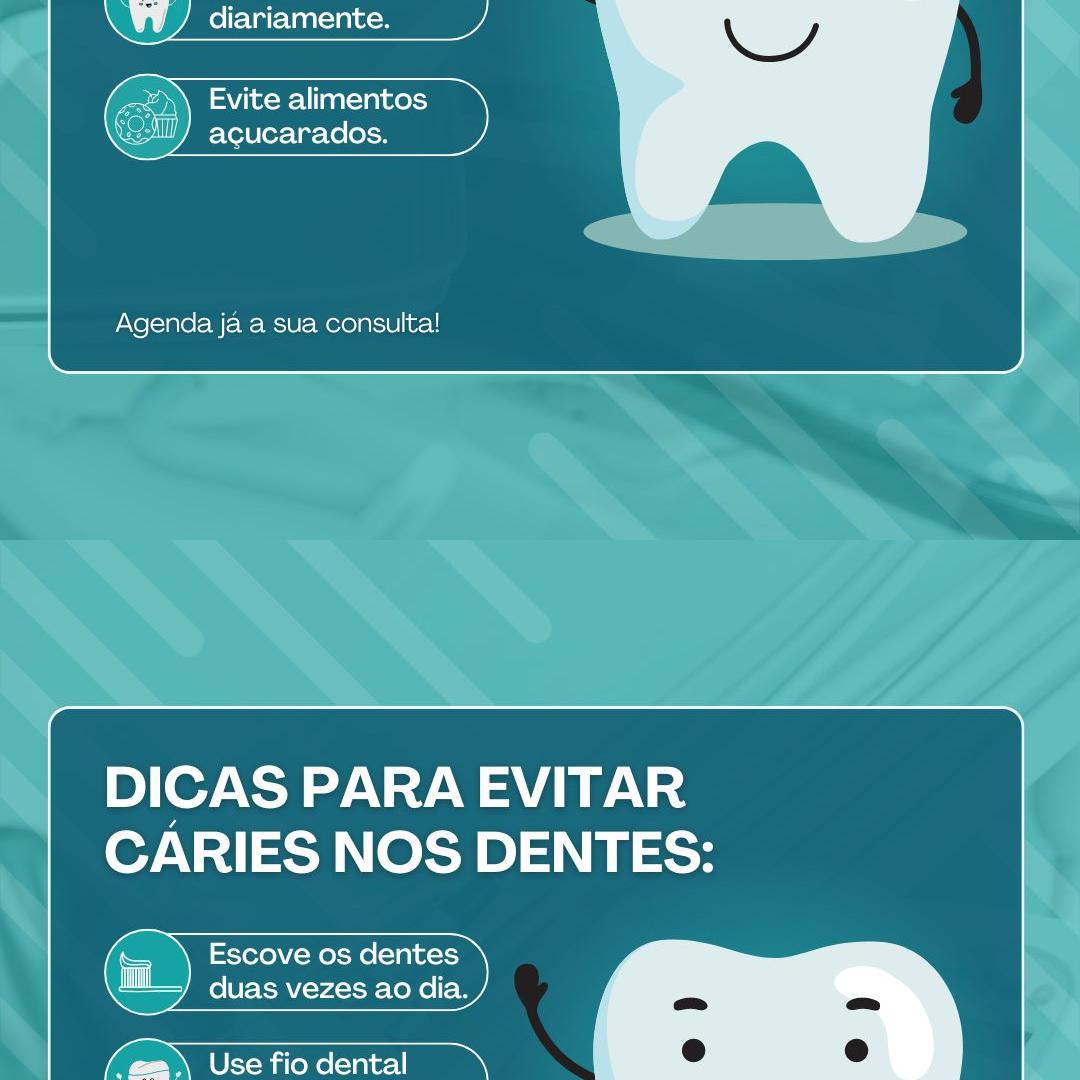 diariamente.
Evite alimentos
açucarados.
Agenda já a sua consulta!
DICAS PARA EVITAR
CÁRIES NOS DENTES:
Escove os dentes
duas vezes ao dia.
Use fio dental